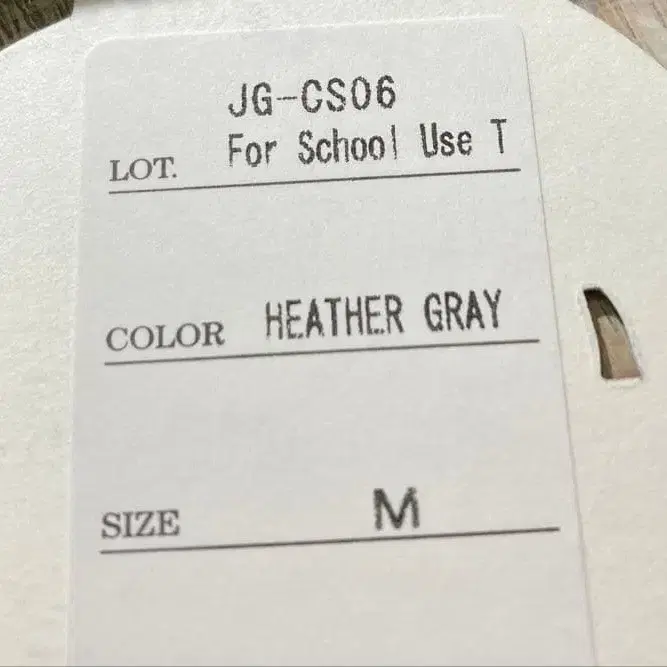 JG-CS06
LOT. For School Use T
COLOR HEATHER GRAY
SIZE M